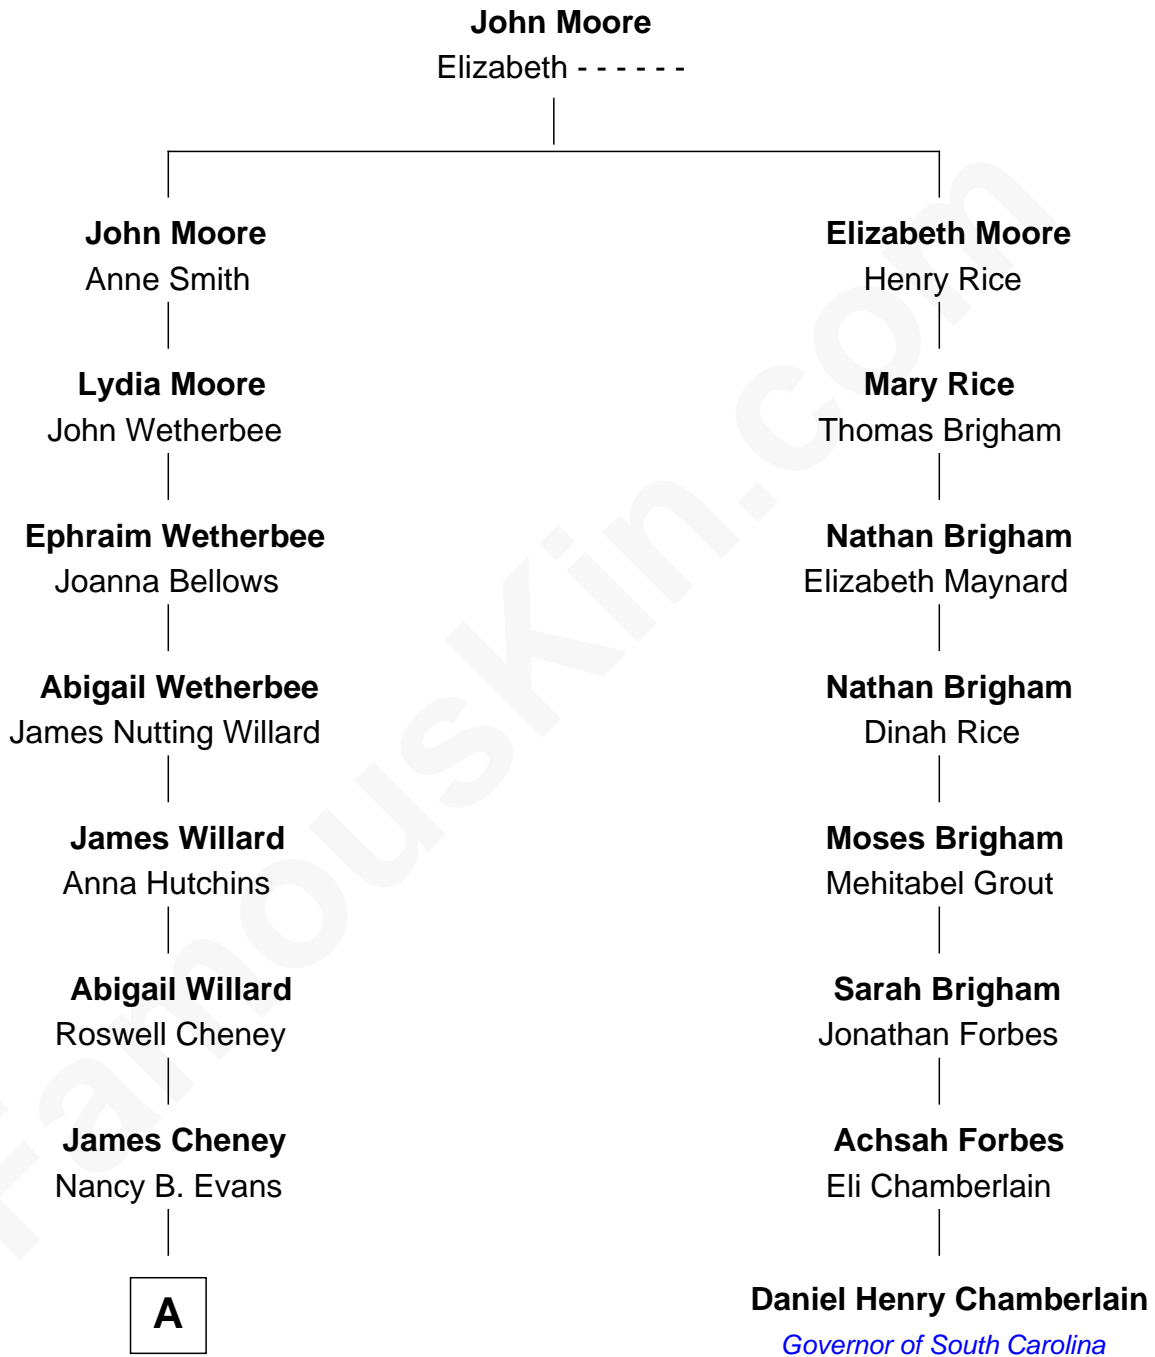 John Moore
Elizabeth - - - - - -
John Moore
Anne Smith
Elizabeth Moore
Henry Rice
Lydia Moore
John Wetherbee
Mary Rice
Thomas Brigham
Ephraim Wetherbee
Joanna Bellows
Nathan Brigham
Elizabeth Maynard
Abigail Wetherbee
James Nutting Willard
Nathan Brigham
Dinah Rice
James Willard
Anna Hutchins
Moses Brigham
Mehitabel Grout
Abigail Willard
Roswell Cheney
Sarah Brigham
Jonathan Forbes
James Cheney
Nancy B. Evans
Achsah Forbes
Eli Chamberlain
A
Daniel Henry Chamberlain
Governor of South Carolina
FamousKin.com